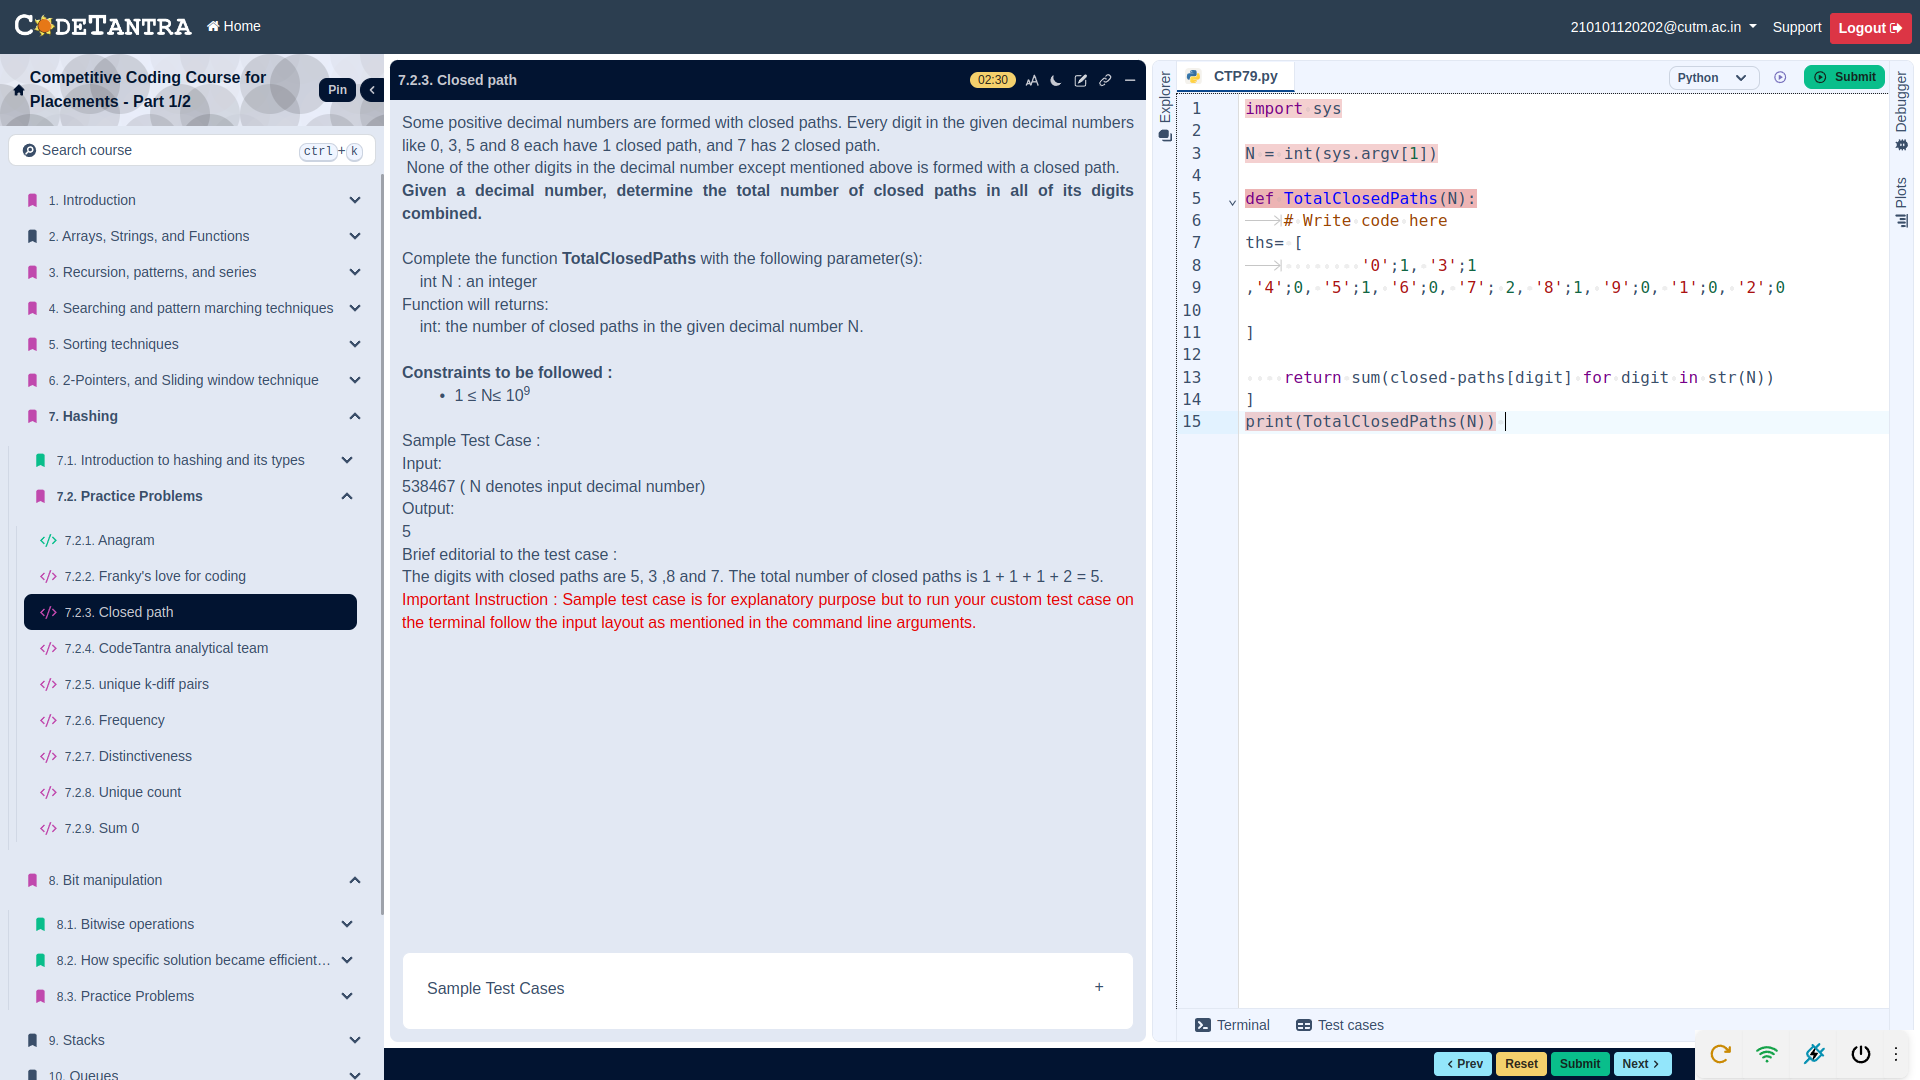 CODETANTRA
Home
210101120202@cutm.ac.in
Support
Logout
Competitive Coding Course for
Placements - Part 1/2
Pin
Search course
ctrl+k
1. Introduction
2. Arrays, Strings, and Functions
3. Recursion, patterns, and series
4. Searching and pattern marching techniques
5. Sorting techniques
6. 2-Pointers, and Sliding window technique
7. Hashing
7.1. Introduction to hashing and its types
7.2. Practice Problems
7.2.1. Anagram
7.2.2. Franky's love for coding
7.2.3. Closed path
7.2.4. CodeTantra analytical team
7.2.5. unique k-diff pairs
7.2.6. Frequency
7.2.7. Distinctiveness
7.2.8. Unique count
7.2.9. Sum 0
8. Bit manipulation
8.1. Bitwise operations
8.2. How specific solution became efficient...
8.3. Practice Problems
9. Stacks
10. Queues
7.2.3. Closed path
02:30
Some positive decimal numbers are formed with closed paths. Every digit in the given decimal numbers
like 0, 3, 5 and 8 each have 1 closed path, and 7 has 2 closed path.
None of the other digits in the decimal number except mentioned above is formed with a closed path.
Given a decimal number, determine the total number of closed paths in all of its digits
combined.
Complete the function TotalClosedPaths with the following parameter(s):
int N : an integer
Function will returns:
int: the number of closed paths in the given decimal number N.
Constraints to be followed :
• 1 ≤ N≤ 10⁹
Sample Test Case :
Input:
538467 ( N denotes input decimal number)
Output:
5
Brief editorial to the test case :
The digits with closed paths are 5, 3 ,8 and 7. The total number of closed paths is 1 + 1 + 1 + 2 = 5.
Important Instruction : Sample test case is for explanatory purpose but to run your custom test case on
the terminal follow the input layout as mentioned in the command line arguments.
Sample Test Cases
+
Explorer
CTP79.py
Python
Submit
1 import sys
2
3 N = int(sys.argv[1])
4
5 def TotalClosedPaths(N):
6 # Write code here
7 ths= [
8 '0';1, '3';1
9 ,'4';0, '5';1, '6';0, '7'; 2, '8';1, '9';0, '1';0, '2';0
10
11 ]
12
13 return sum(closed-paths[digit] for digit in str(N))
14 ]
15 print(TotalClosedPaths(N))
Debugger
Plots
Terminal
Test cases
Prev
Reset
Submit
Next